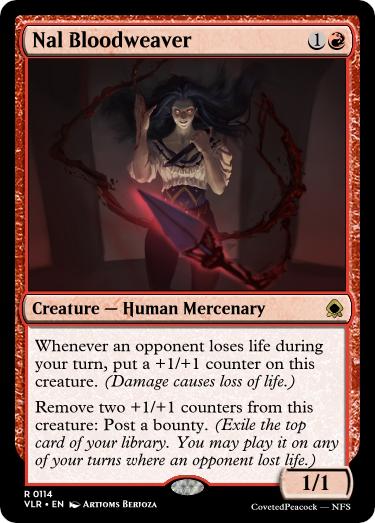 Nal Bloodweaver
1
Creature — Human Mercenary
Whenever an opponent loses life during
your turn, put a +1/+1 counter on this
creature. (Damage causes loss of life.)
Remove two +1/+1 counters from this
creature: Post a bounty. (Exile the top
card of your library. You may play it on any
of your turns where an opponent lost life.)
1/1
R 0114
VLR • EN Artioms Berioza
CovetedPeacock — NFS